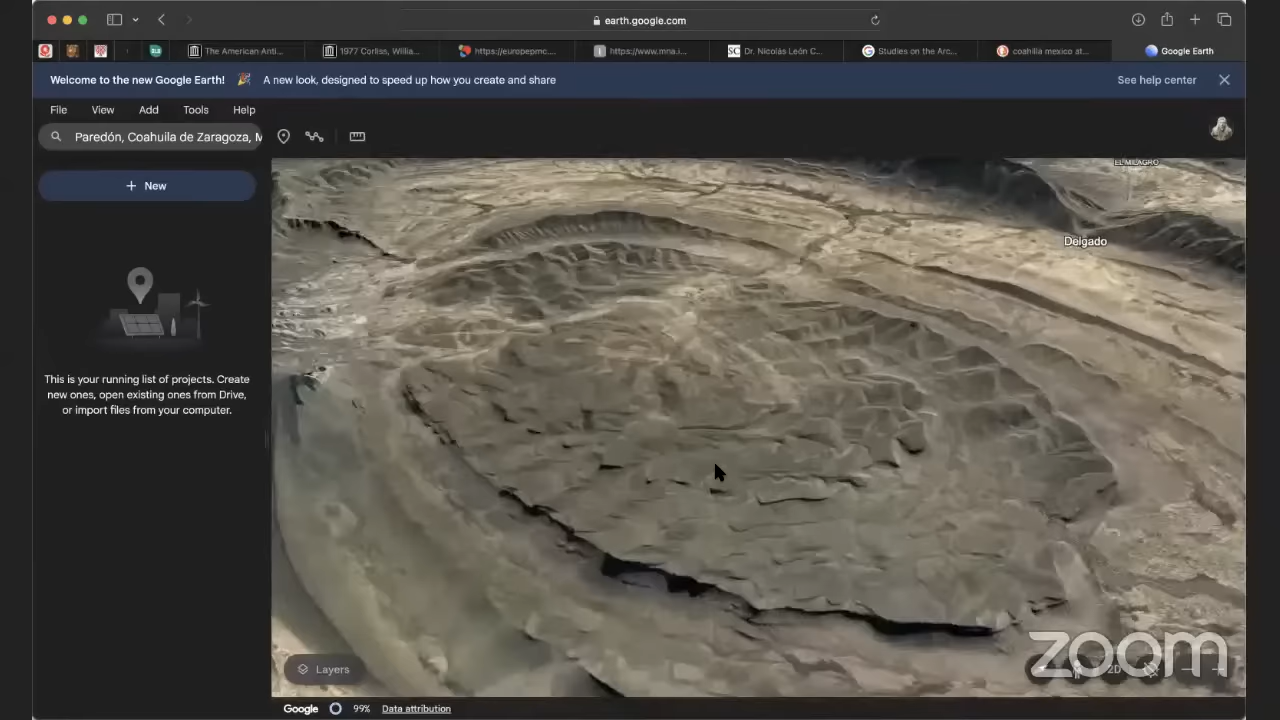 earth.google.com
The American Anti...
1977 Corliss, Willia...
https://europepmc....
https://www.mna.i...
SC Dr. Nicolás León C...
G Studies on the Arc...
coahilla mexico at...
Google Earth
Welcome to the new Google Earth! A new look, designed to speed up how you create and share
See help center
File View Add Tools Help
Paredón, Coahuila de Zaragoza, M
+ New
EL MILAGRO
Delgado
This is your running list of projects. Create
new ones, open existing ones from Drive,
or import files from your computer.
zoom
Layers
2D
Google 99% Data attribution